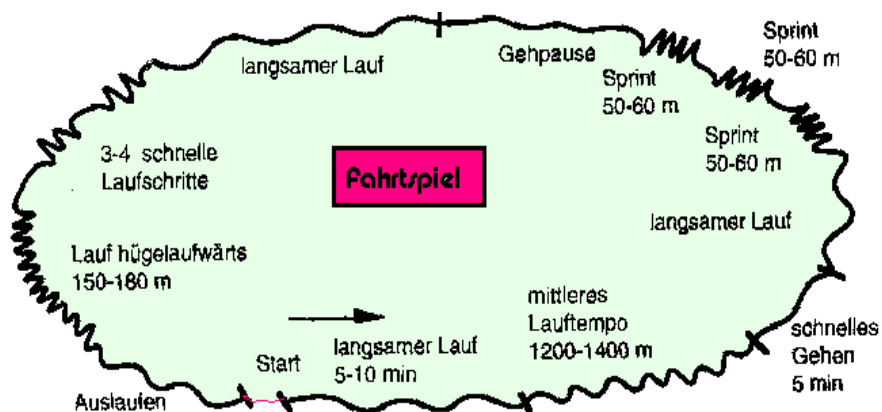 Sprint
50-60 m
langsamer Lauf
Gehpause
Sprint
50-60 m
Sprint
50-60 m
3-4 schnelle
Laufschritte
Fahrtspiel
langsamer Lauf
Lauf hügelaufwärts
150-180 m
mittleres
Lauftempo
1200-1400 m
schnelles
Gehen
5 min
Start
langsamer Lauf
5-10 min
Auslaufen